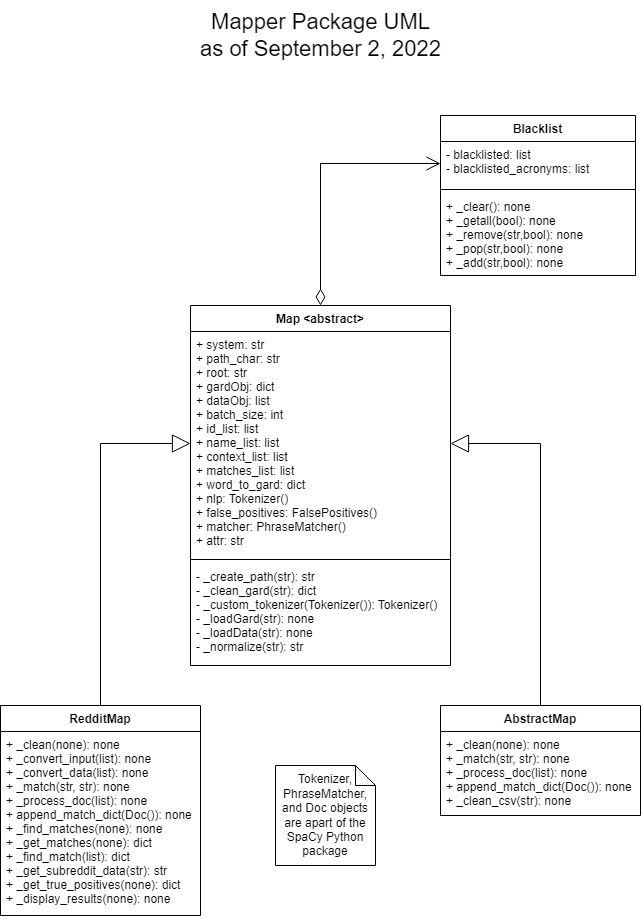 Mapper Package UML
as of September 2, 2022
Blacklist
- blacklisted: list
- blacklisted_acronyms: list
+ _clear(): none
+ _getall(bool): none
+ _remove(str,bool): none
+ _pop(str,bool): none
+ _add(str,bool): none
Map <abstract>
+ system: str
+ path_char: str
+ root: str
+ gardObj: dict
+ dataObj: list
+ batch_size: int
+ id_list: list
+ name_list: list
+ context_list: list
+ matches_list: list
+ word_to_gard: dict
+ nlp: Tokenizer()
+ false_positives: FalsePositives()
+ matcher: PhraseMatcher()
+ attr: str
- _create_path(str): str
- _clean_gard(str): dict
- _custom_tokenizer(Tokenizer()): Tokenizer()
- _loadGard(str): none
- _loadData(str): none
- _normalize(str): str
RedditMap
+ _clean(none): none
+ _convert_input(list): none
+ _convert_data(list): none
+ _match(str, str): none
+ _process_doc(list): none
+ append_match_dict(Doc()): none
+ _find_matches(none): none
+ _get_matches(none): dict
+ _find_match(list): dict
+ _get_subreddit_data(str): str
+ _get_true_positives(none): dict
+ _display_results(none): none
Tokenizer,
PhraseMatcher,
and Doc objects
are apart of the
SpaCy Python
package
AbstractMap
+ _clean(none): none
+ _match(str, str): none
+ _process_doc(list): none
+ append_match_dict(Doc()): none
+ _clean_csv(str): none